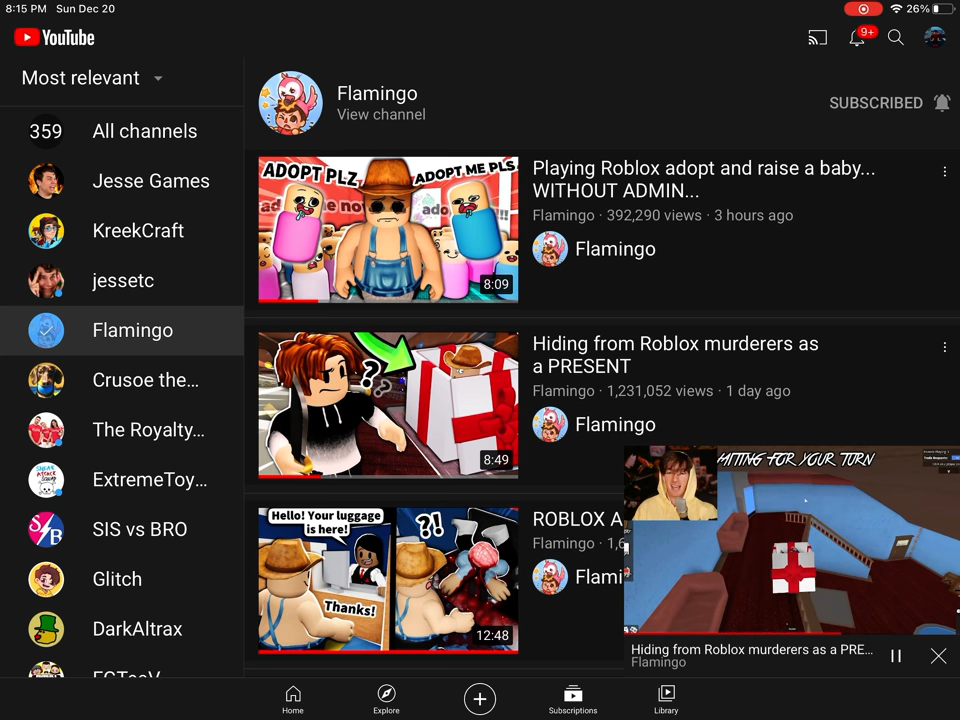 8:15 PM Sun Dec 20
26%
YouTube
9+
Most relevant
359 All channels
Jesse Games
KreekCraft
jessetc
Flamingo
Crusoe the...
The Royalty...
ExtremeToy...
SIS vs BRO
Glitch
DarkAltrax
FGTeeV
Flamingo
View channel
SUBSCRIBED
ADOPT PLZ
ADOPT ME PLS
8:09
Playing Roblox adopt and raise a baby...
WITHOUT ADMIN...
Flamingo · 392,290 views · 3 hours ago
Flamingo
?
?
8:49
Hiding from Roblox murderers as
a PRESENT
Flamingo · 1,231,052 views · 1 day ago
Flamingo
Hello! Your luggage
is here!
Thanks!
?!
12:48
ROBLOX A
Flamingo · 1,6
Flami
WAITING FOR YOUR TURN
Hiding from Roblox murderers as a PRE...
Flamingo
Home
Explore
Subscriptions
Library